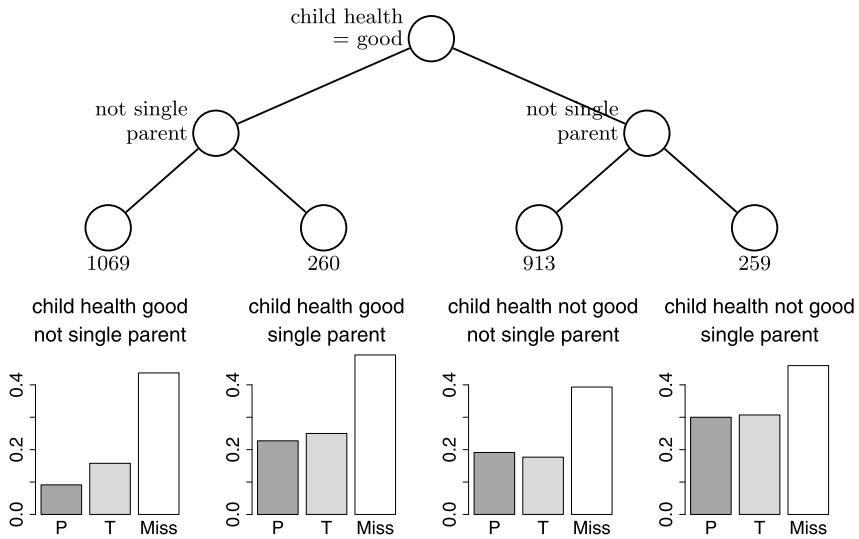 child health
= good
not single
parent
not single
parent
1069
260
913
259
child health good
not single parent
child health good
single parent
child health not good
not single parent
child health not good
single parent
0.4
0.2
0.0
P T Miss
0.4
0.2
0.0
P T Miss
0.4
0.2
0.0
P T Miss
0.4
0.2
0.0
P T Miss